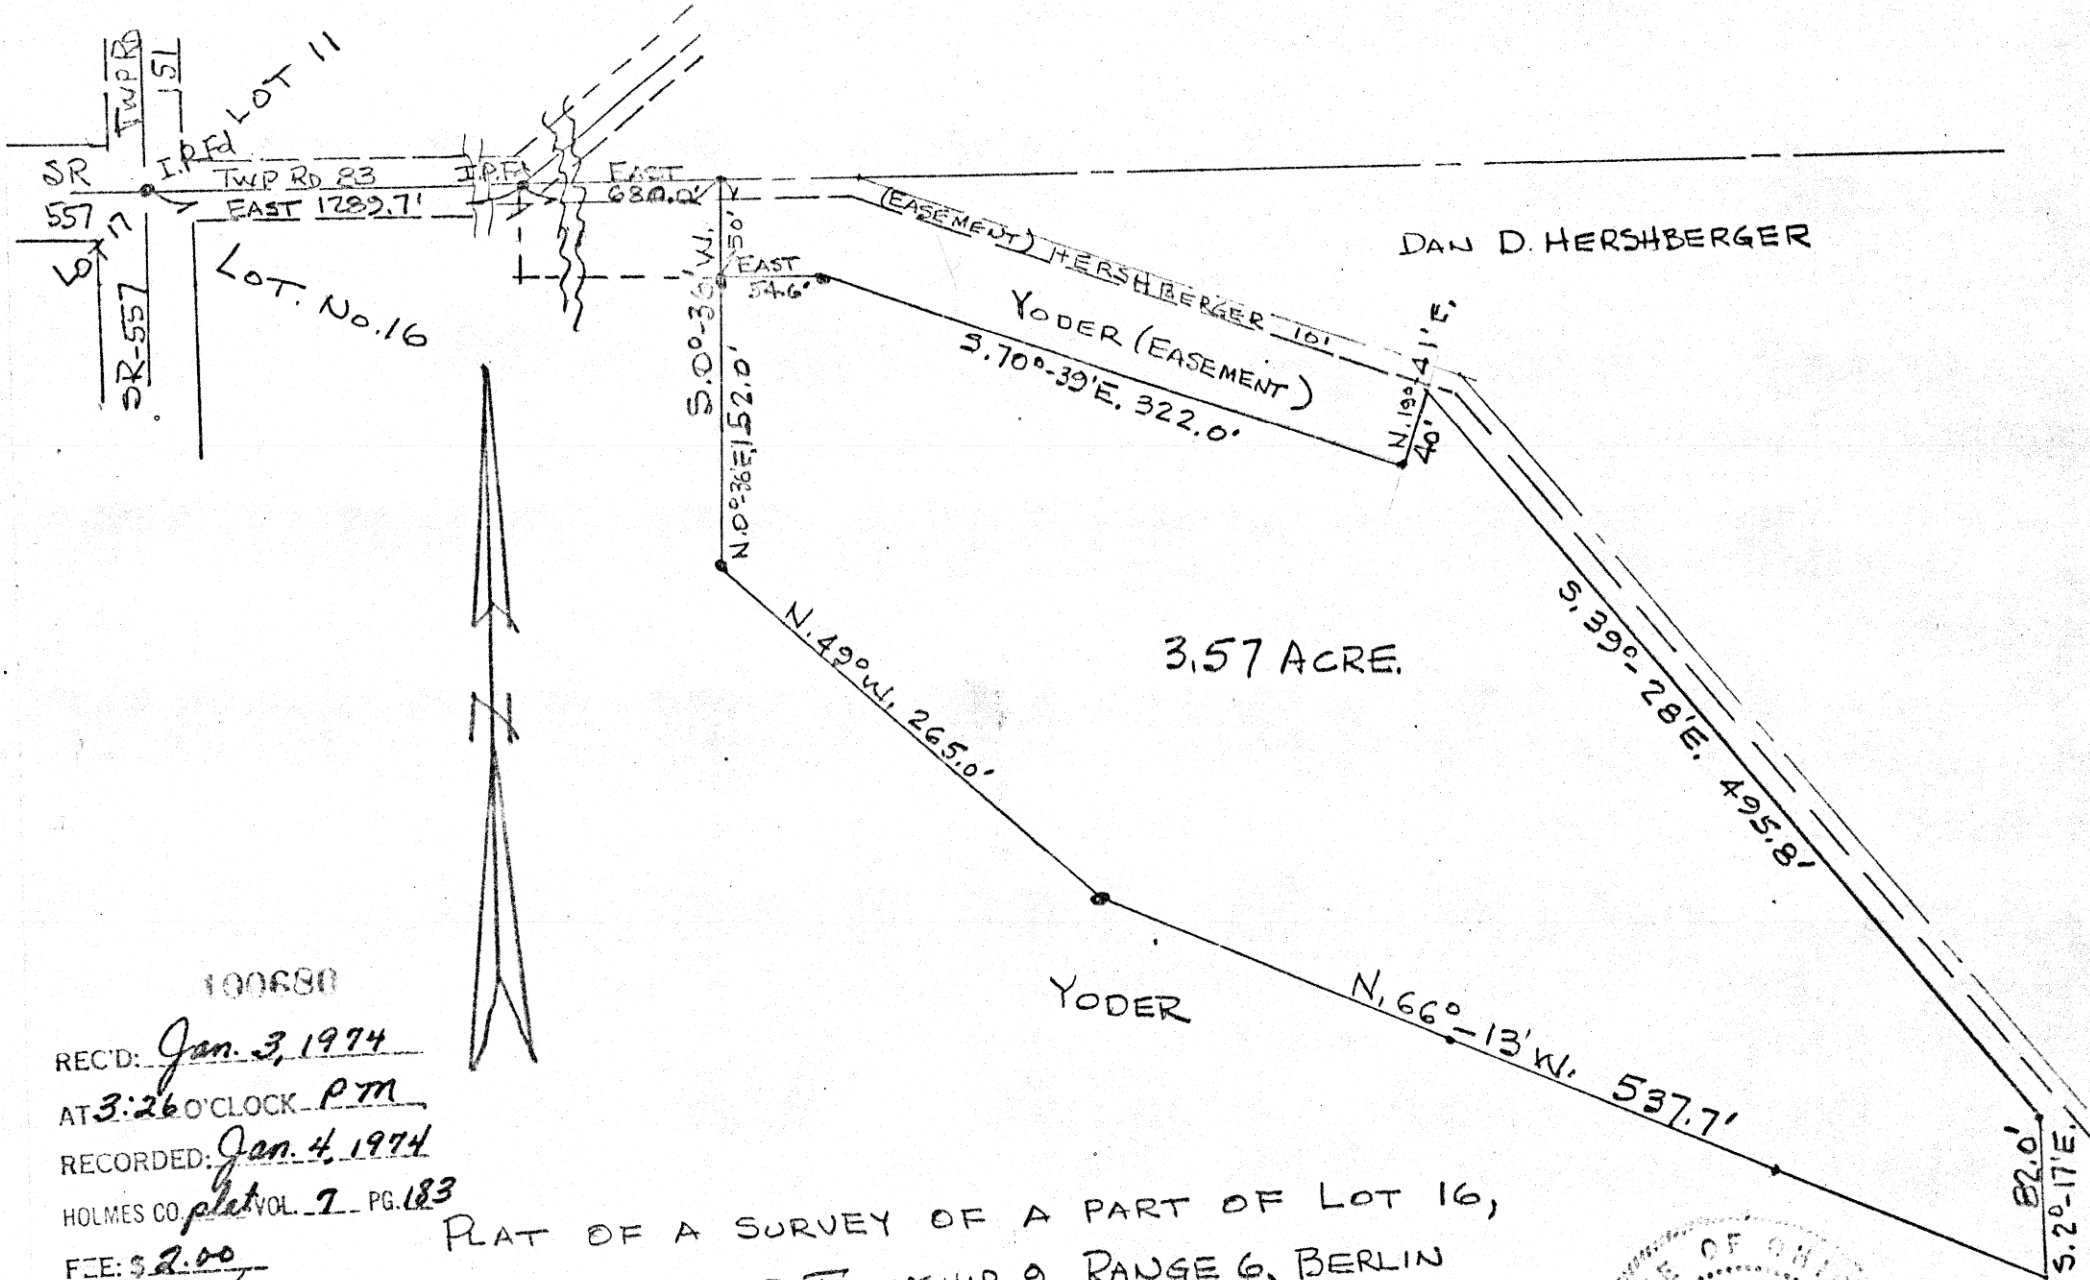 TWP RD
151
LOT 11
I.P. Fd
SR
557
TWP RD 83
EAST 1289.7'
I.P. Fd
EAST
680.0'
LOT 17
SR-557
LOT. No. 16
50'
S.0°-36'W.
EAST
54.6'
N.0°36'E, 152.0'
(EASEMENT) HERSHBERGER 10'
YODER (EASEMENT)
S.70°-39'E. 322.0'
N.19°-41'E.
40'
DAN D. HERSHBERGER
S.39°-28'E. 495.8'
3.57 ACRE.
N.49°W. 265.0'
N
YODER
N.66°-13'W. 537.7'
82.0'
S.2°-17'E.
100680
REC'D: Jan. 3, 1974
AT 3:26 O'CLOCK P M
RECORDED: Jan. 4, 1974
HOLMES CO. plat VOL. 7 PG. 183
FEE: $ 2.00
PLAT OF A SURVEY OF A PART OF LOT 16,
9, RANGE 6, BERLIN
OF